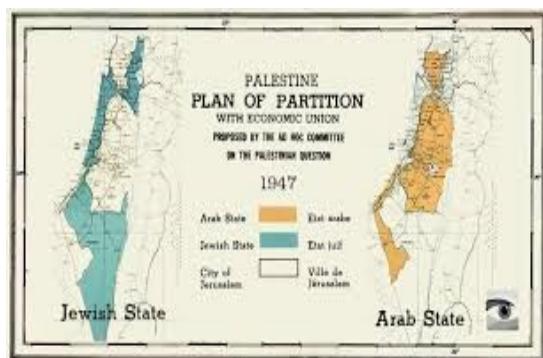 PALESTINE
PLAN OF PARTITION
WITH ECONOMIC UNION
PROPOSED BY THE AD HOC COMMITTEE
ON THE PALESTINIAN QUESTION
1947
Arab State Etat arabe
Jewish State Etat juif
City of Jerusalem Ville de Jérusalem
Jewish State
Arab State